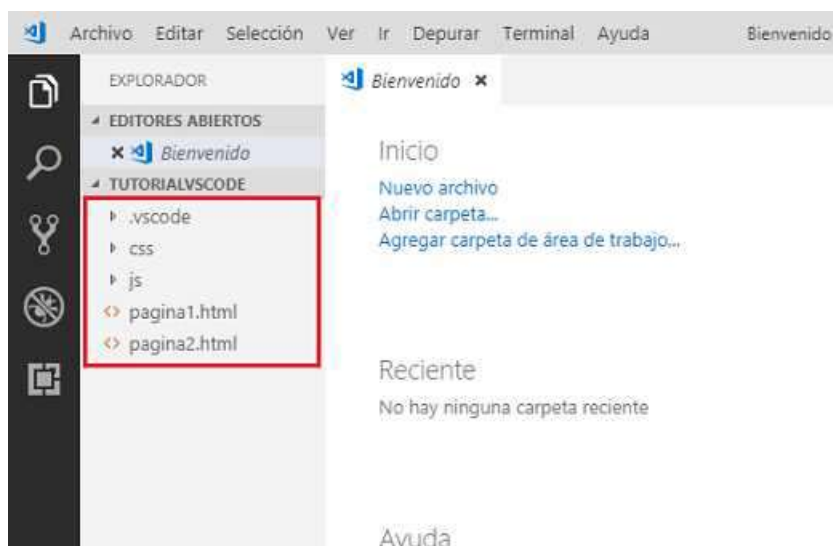 Archivo Editar Selección Ver Ir Depurar Terminal Ayuda Bienvenido
EXPLORADOR
EDITORES ABIERTOS
Bienvenido
TUTORIALVSCODE
.vscode
css
js
pagina1.html
pagina2.html
Bienvenido
Inicio
Nuevo archivo
Abrir carpeta...
Agregar carpeta de área de trabajo...
Reciente
No hay ninguna carpeta reciente
Ayuda